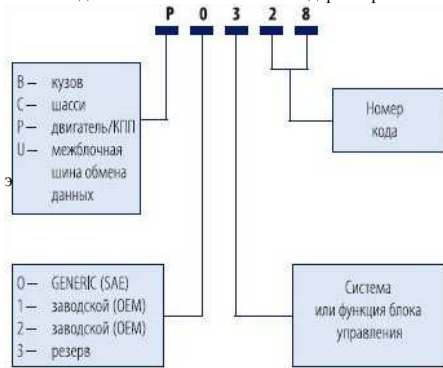 P 0 3 2 8
B — кузов
C — шасси
P — двигатель/КПП
U — межблочная
шина обмена
данных
э
Номер
кода
0 — GENERIC (SAE)
1 — заводской (OEM)
2 — заводской (OEM)
3 — резерв
Система
или функция блока
управления